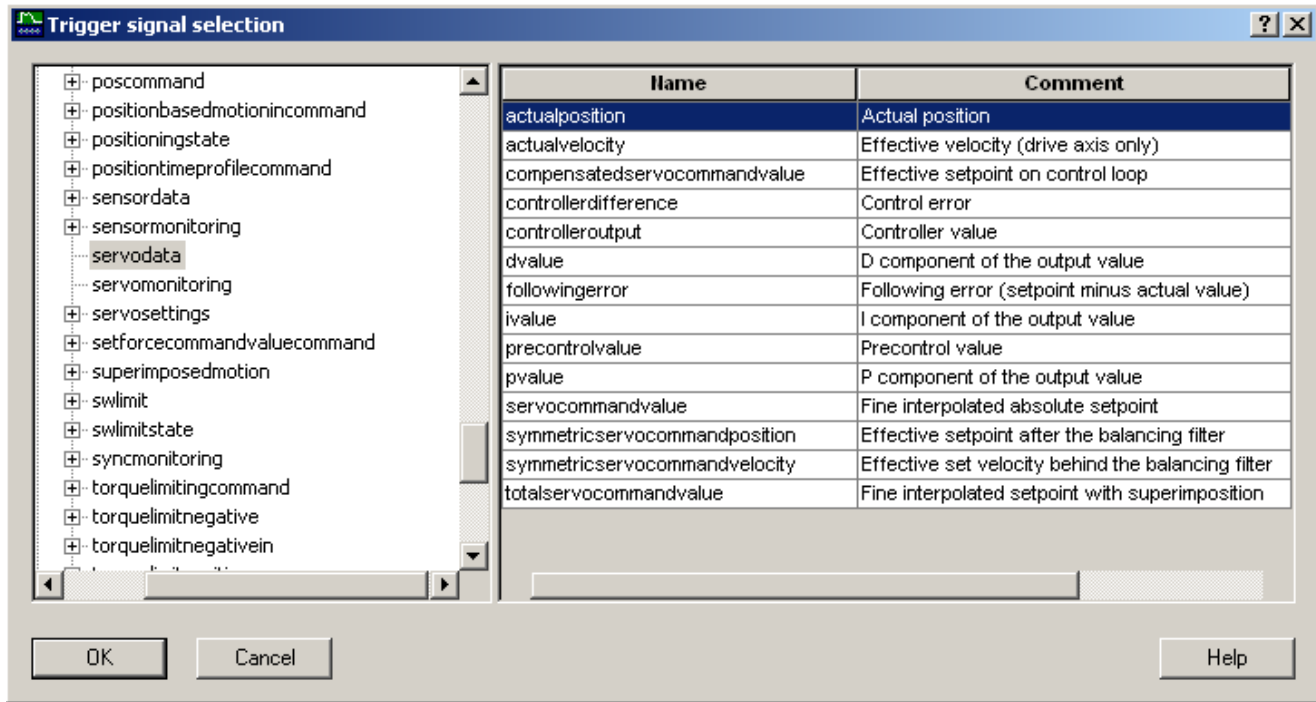 Trigger signal selection
poscommand
positionbasedmotionincommand
positioningstate
positiontimeprofilecommand
sensordata
sensormonitoring
servodata
servomonitoring
servosettings
setforcecommandvaluecommand
superimposedmotion
swlimit
swlimitstate
syncmonitoring
torquelimitingcommand
torquelimitnegative
torquelimitnegativein
Name Comment
actualposition Actual position
actualvelocity Effective velocity (drive axis only)
compensatedservocommandvalue Effective setpoint on control loop
controllerdifference Control error
controlleroutput Controller value
dvalue D component of the output value
followingerror Following error (setpoint minus actual value)
ivalue I component of the output value
precontrolvalue Precontrol value
pvalue P component of the output value
servocommandvalue Fine interpolated absolute setpoint
symmetricservocommandposition Effective setpoint after the balancing filter
symmetricservocommandvelocity Effective set velocity behind the balancing filter
totalservocommandvalue Fine interpolated setpoint with superimposition
OK Cancel Help